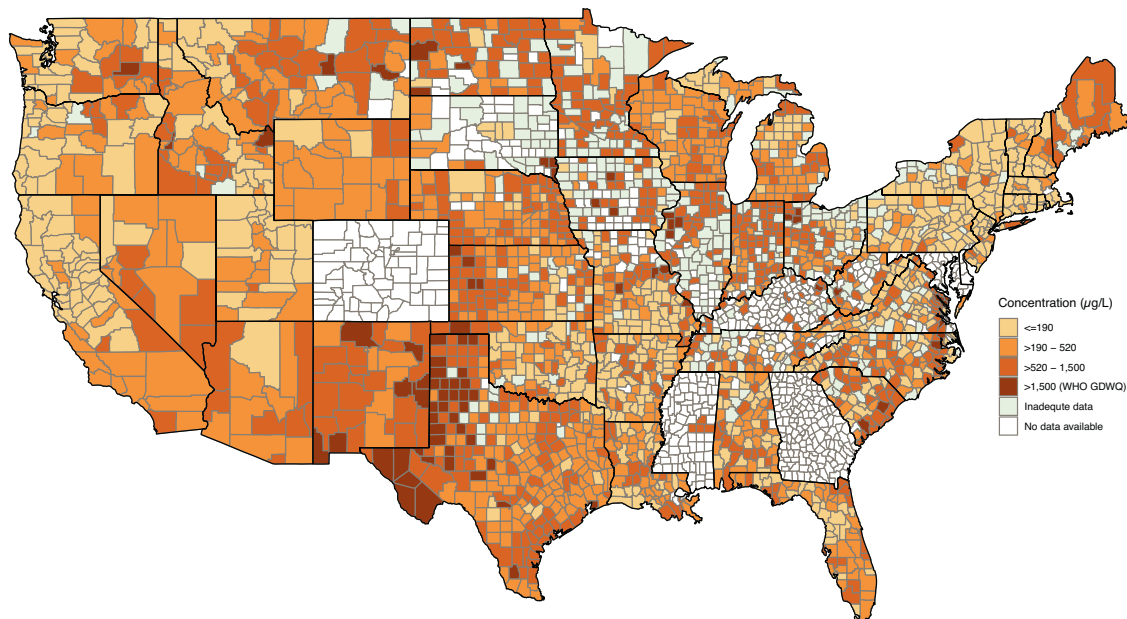 Concentration (µg/L)
<=190
>190 – 520
>520 – 1,500
>1,500 (WHO GDWQ)
Inadequte data
No data available